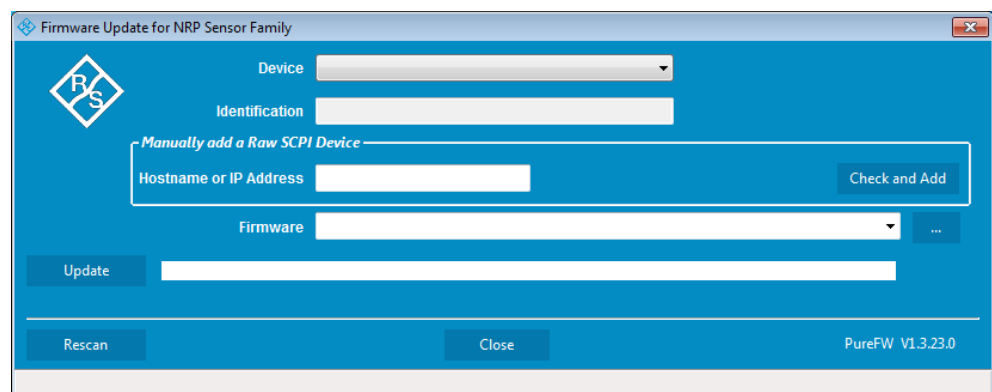 Firmware Update for NRP Sensor Family
R S
Device
Identification
Manually add a Raw SCPI Device
Hostname or IP Address
Check and Add
Firmware
...
Update
Rescan
Close
PureFW V1.3.23.0